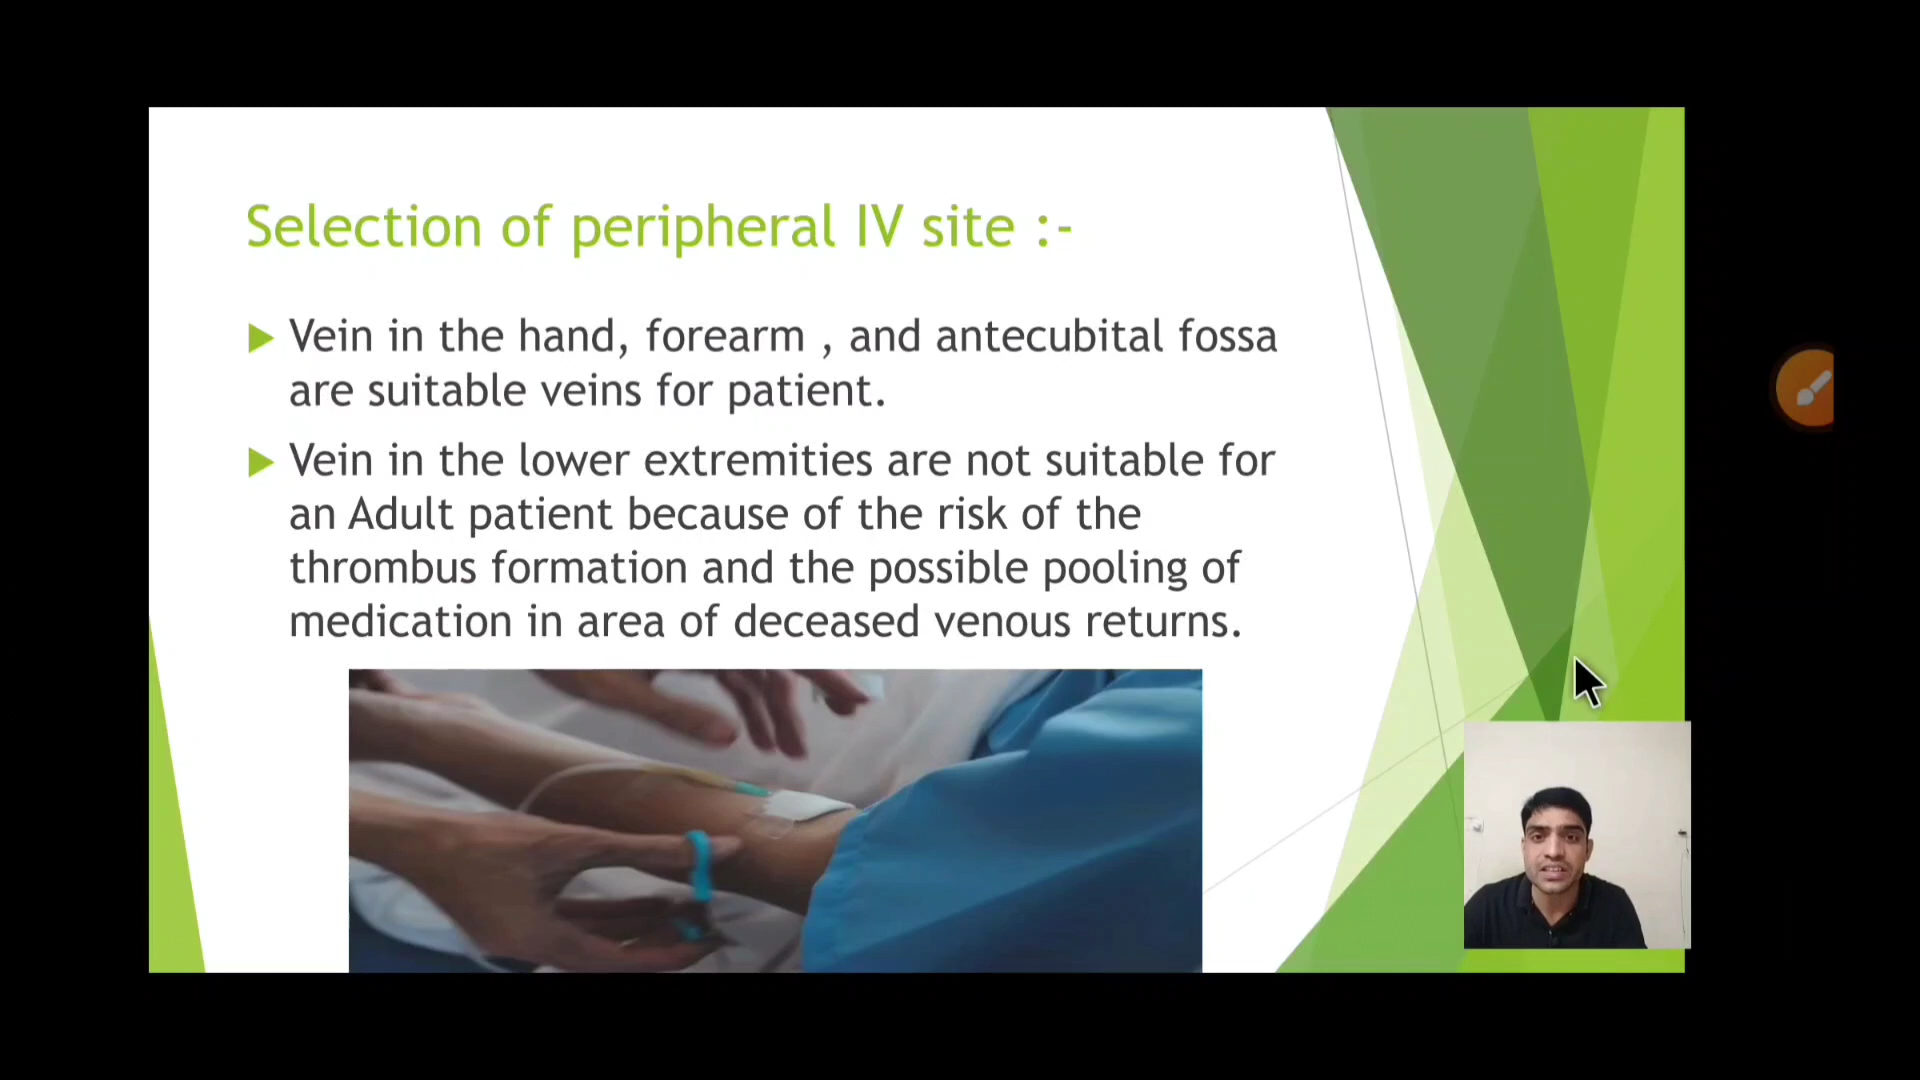 Selection of peripheral IV site :-
Vein in the hand, forearm , and antecubital fossa
are suitable veins for patient.
Vein in the lower extremities are not suitable for
an Adult patient because of the risk of the
thrombus formation and the possible pooling of
medication in area of deceased venous returns.